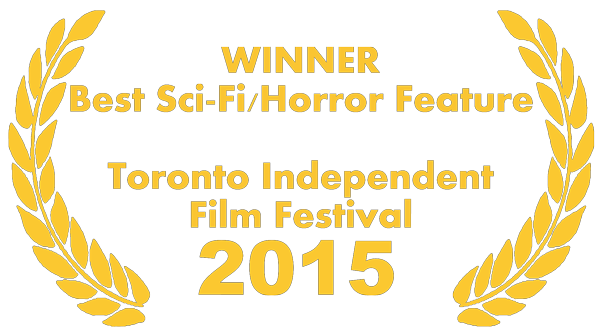 WINNER
Best Sci-Fi/Horror Feature
Toronto Independent
Film Festival
2015